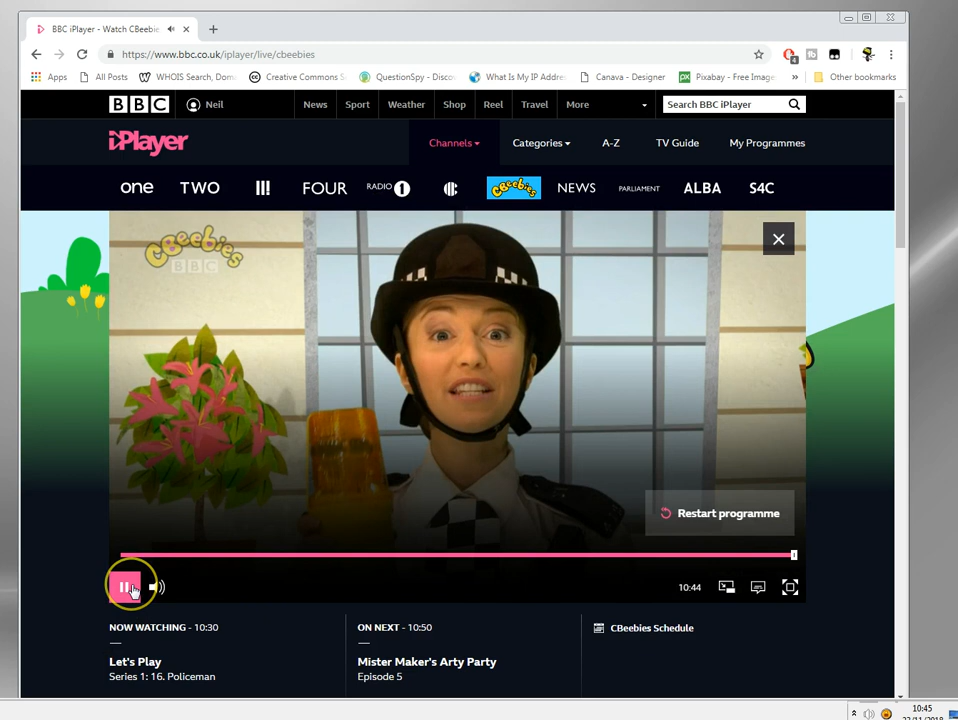 BBC iPlayer - Watch CBeebie
https://www.bbc.co.uk/iplayer/live/cbeebies
4
Apps All Posts WHOIS Search, Dom Creative Commons S QuestionSpy - Disco What Is My IP Addre Canava - Designer Pixabay - Free Image » Other bookmarks
BBC Neil News Sport Weather Shop Reel Travel More Search BBC iPlayer
iPlayer Channels Categories A-Z TV Guide My Programmes
one TWO III FOUR RADIO 1 CBeebies NEWS PARLIAMENT ALBA S4C
CBeebies
BBC
Restart programme
10:44
NOW WATCHING - 10:30 ON NEXT - 10:50 CBeebies Schedule
Let's Play Mister Maker's Arty Party
Series 1: 16. Policeman Episode 5
10:45